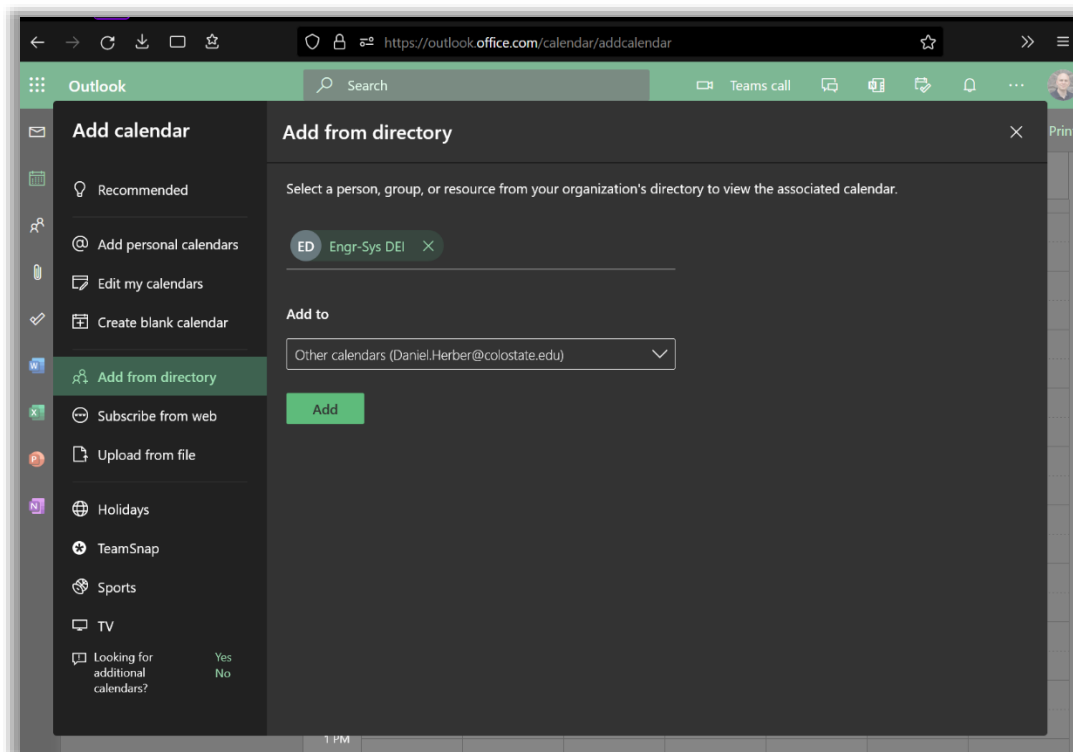 https://outlook.office.com/calendar/addcalendar
Outlook
Search
Teams call
Add calendar
Recommended
Add personal calendars
Edit my calendars
Create blank calendar
Add from directory
Subscribe from web
Upload from file
Holidays
TeamSnap
Sports
TV
Looking for additional calendars?
Yes
No
Add from directory
Select a person, group, or resource from your organization's directory to view the associated calendar.
ED Engr-Sys DEI
Add to
Other calendars (Daniel.Herber@colostate.edu)
Add
Prin
W
X
P
N
N
1 PM